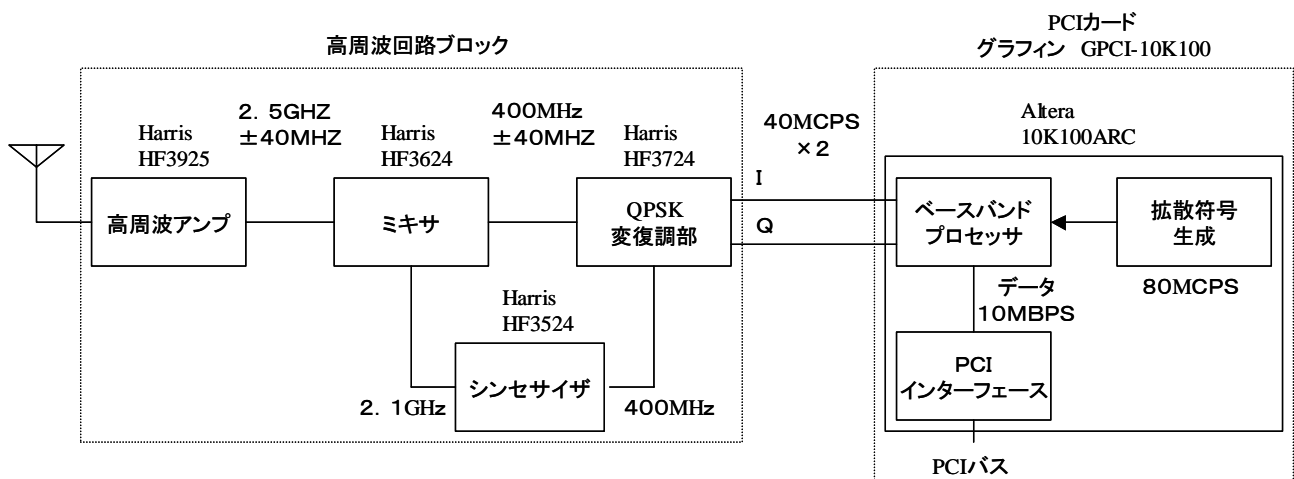 高周波回路ブロック
PCIカード
グラフィン GPCI-10K100
Harris
HF3925
2.5GHZ
±40MHZ
Harris
HF3624
400MHz
±40MHZ
Harris
HF3724
40MCPS
×2
Altera
10K100ARC
高周波アンプ
ミキサ
QPSK
変復調部
I
Q
ベースバンド
プロセッサ
拡散符号
生成
80MCPS
データ
10MBPS
Harris
HF3524
シンセサイザ
2.1GHz
400MHz
PCI
インターフェース
PCIバス